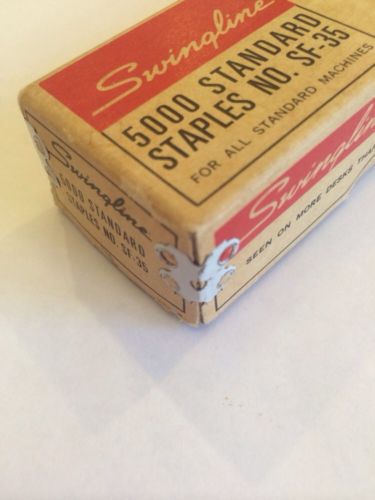 Swingline
5000 STANDARD
STAPLES NO. SF-35
FOR ALL STANDARD MACHINES
Swingline
5000 STANDARD
STAPLES NO. SF-35
Swingline
SEEN ON MORE DESKS THAN